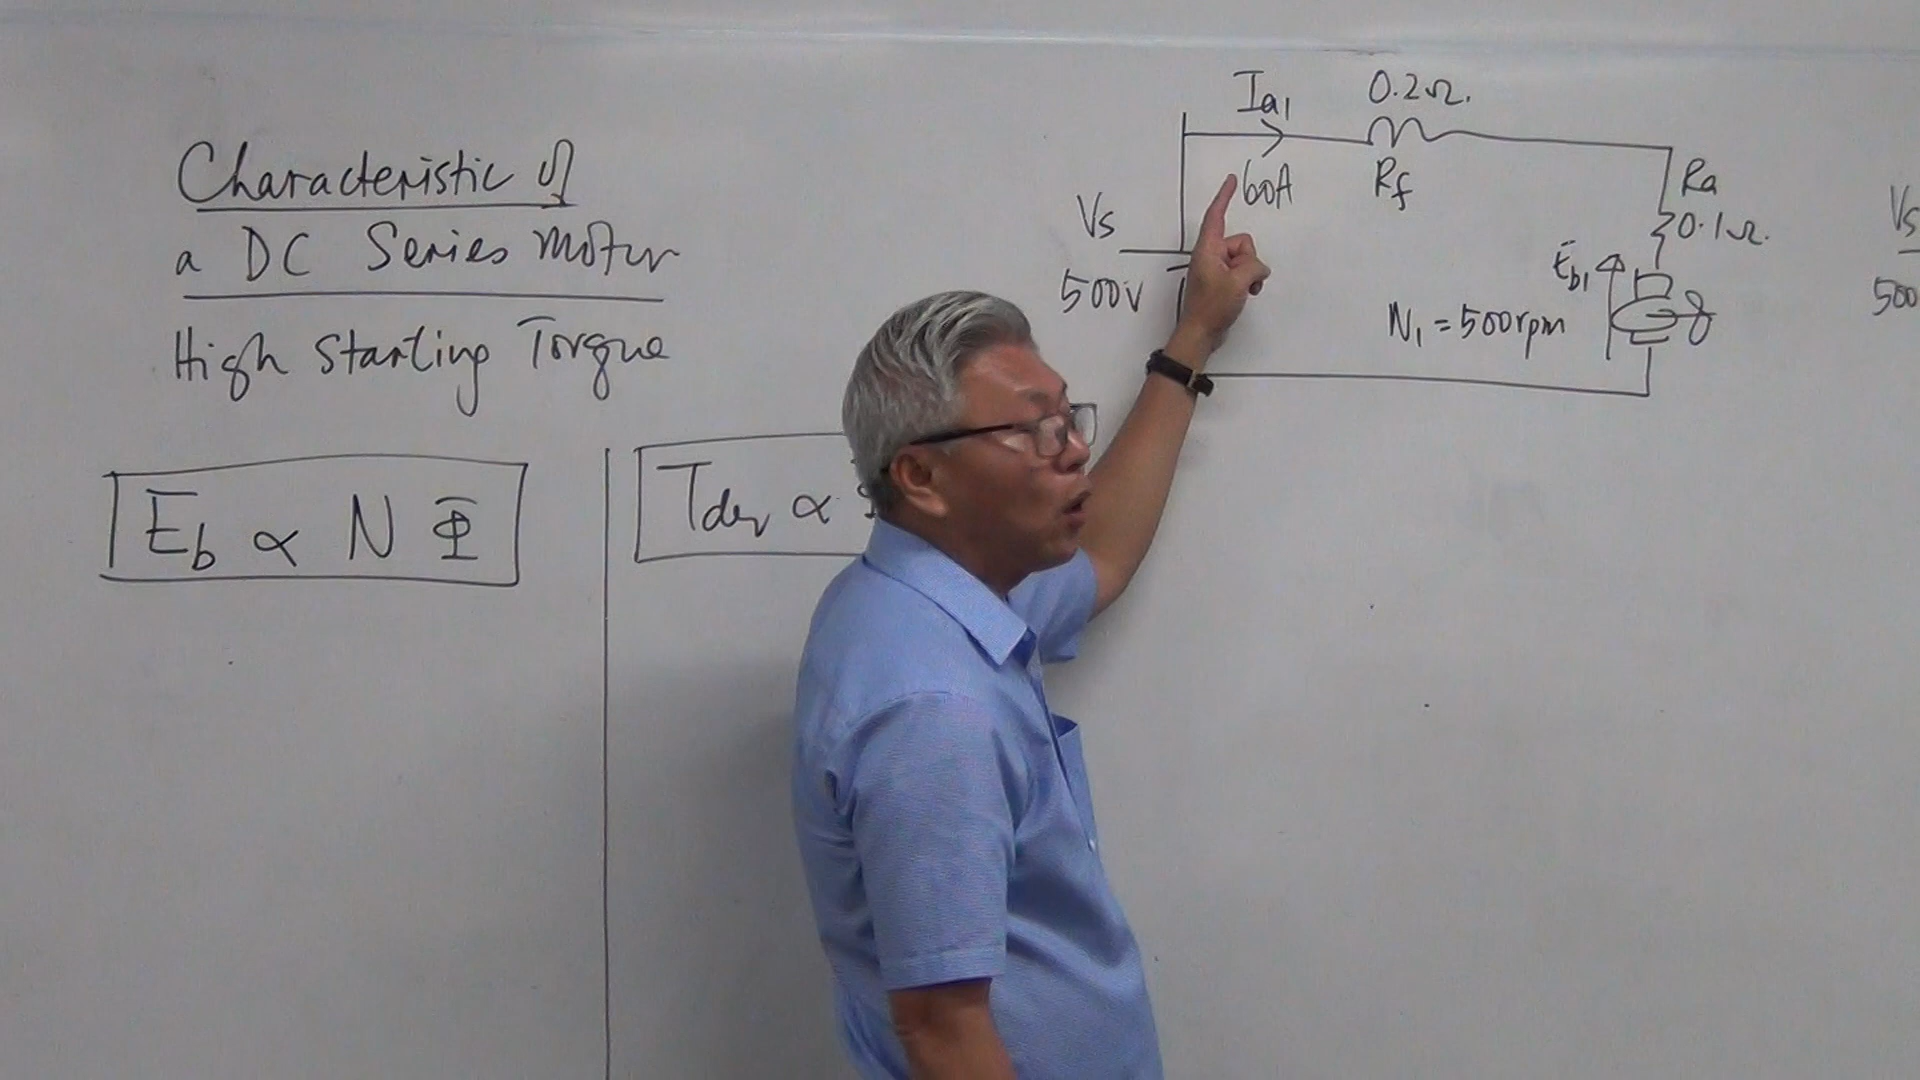 Characteristic of
a DC Series Motor
High Starting Torque
Eb ∝ N Φ
Tdev ∝
Ia1
60A
0.2Ω.
Rf
Vs
500V
Ra
0.1Ω.
Eb1
N1 = 500rpm
Vs
500